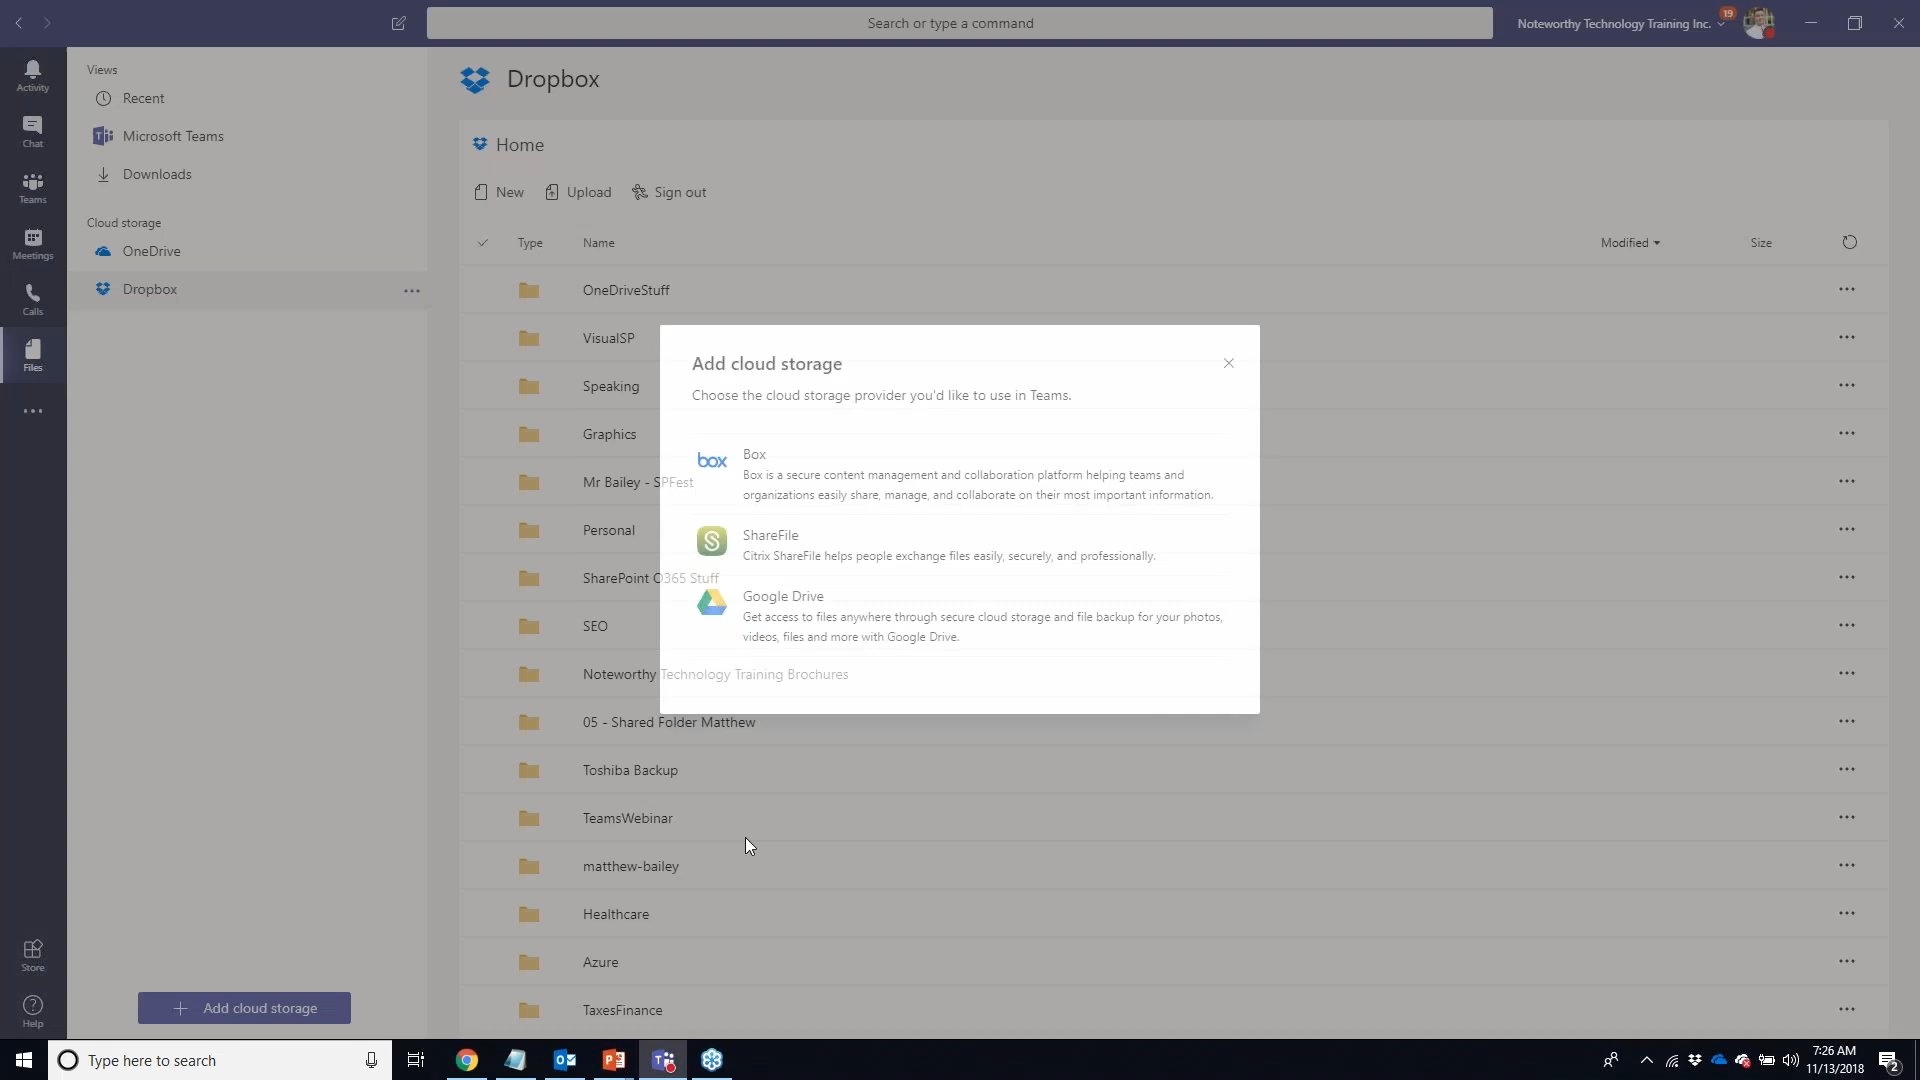 Search or type a command
Noteworthy Technology Training Inc.
19
Activity
Chat
Teams
Meetings
Calls
Files
Store
Help
Views
Recent
Microsoft Teams
Downloads
Cloud storage
OneDrive
Dropbox
Add cloud storage
Dropbox
Home
New Upload Sign out
Type Name Modified Size
OneDriveStuff
VisualSP
Speaking
Graphics
Mr Bailey - SPFest
Personal
SharePoint O365 Stuff
SEO
Noteworthy Technology Training Brochures
05 - Shared Folder Matthew
Toshiba Backup
TeamsWebinar
matthew-bailey
Healthcare
Azure
TaxesFinance
Add cloud storage
Choose the cloud storage provider you'd like to use in Teams.
box
Box
Box is a secure content management and collaboration platform helping teams and
organizations easily share, manage, and collaborate on their most important information.
S
ShareFile
Citrix ShareFile helps people exchange files easily, securely, and professionally.
Google Drive
Get access to files anywhere through secure cloud storage and file backup for your photos,
videos, files and more with Google Drive.
Type here to search
7:26 AM
11/13/2018
2